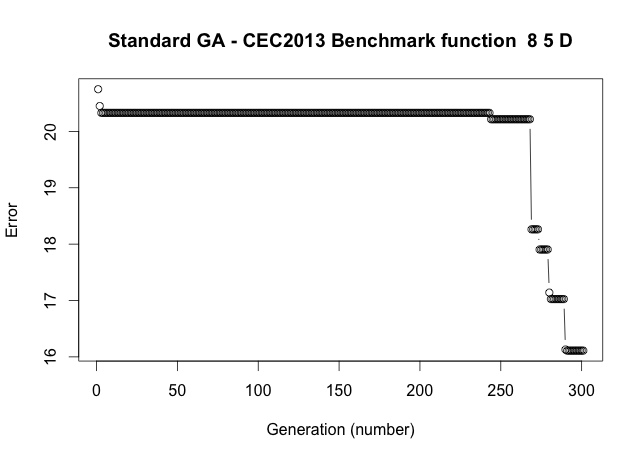 Standard GA - CEC2013 Benchmark function  8 5 D
Error
20
19
18
17
16
0 50 100 150 200 250 300
Generation (number)